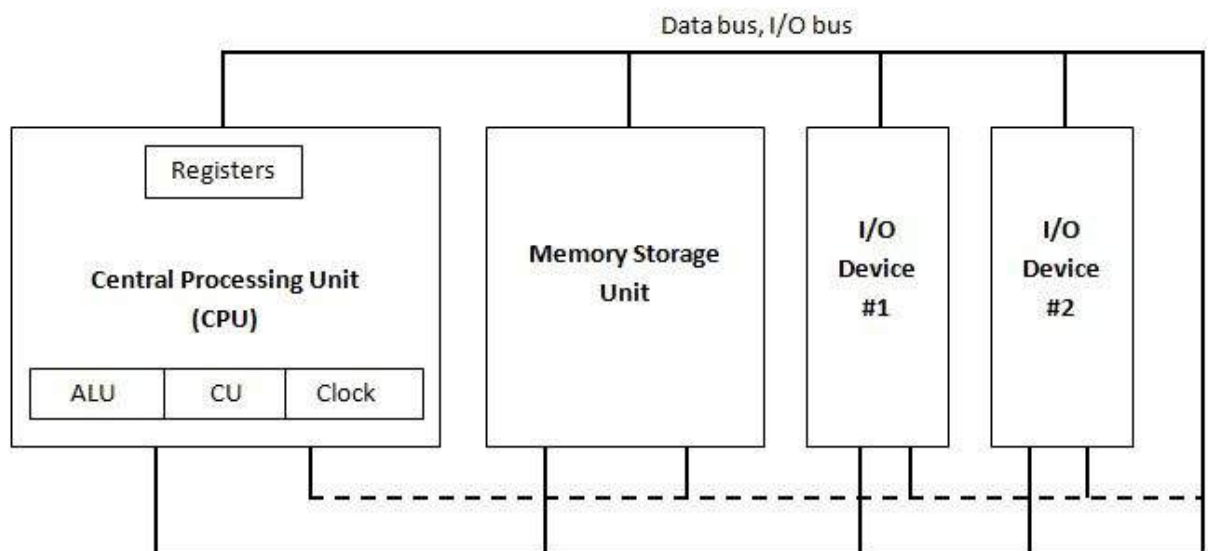 Data bus, I/O bus
Registers
Central Processing Unit
(CPU)
ALU
CU
Clock
Memory Storage
Unit
I/O
Device
#1
I/O
Device
#2